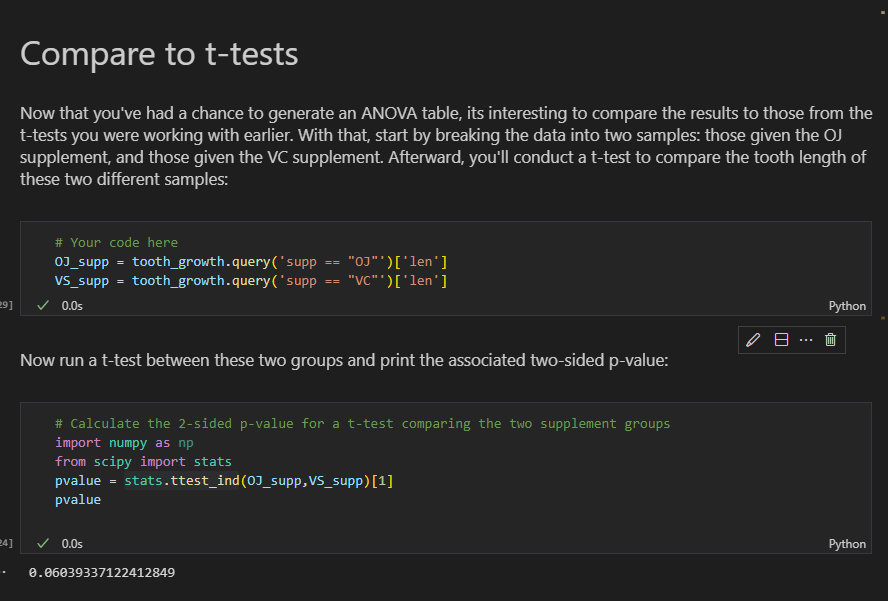 Compare to t-tests
Now that you've had a chance to generate an ANOVA table, its interesting to compare the results to those from the
t-tests you were working with earlier. With that, start by breaking the data into two samples: those given the OJ
supplement, and those given the VC supplement. Afterward, you'll conduct a t-test to compare the tooth length of
these two different samples:
# Your code here
OJ_supp = tooth_growth.query('supp == "OJ"')['len']
VS_supp = tooth_growth.query('supp == "VC"')['len']
29] 0.0s Python
Now run a t-test between these two groups and print the associated two-sided p-value:
# Calculate the 2-sided p-value for a t-test comparing the two supplement groups
import numpy as np
from scipy import stats
pvalue = stats.ttest_ind(OJ_supp,VS_supp)[1]
pvalue
24] 0.0s Python
0.06039337122412849